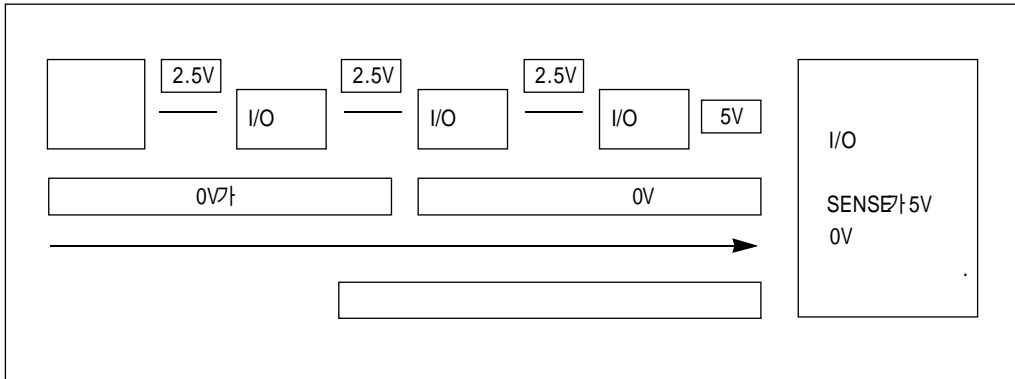 2.5V
2.5V
2.5V
I/O
I/O
I/O
5V
I/O
0V가
0V
SENSE가 5V
0V
.